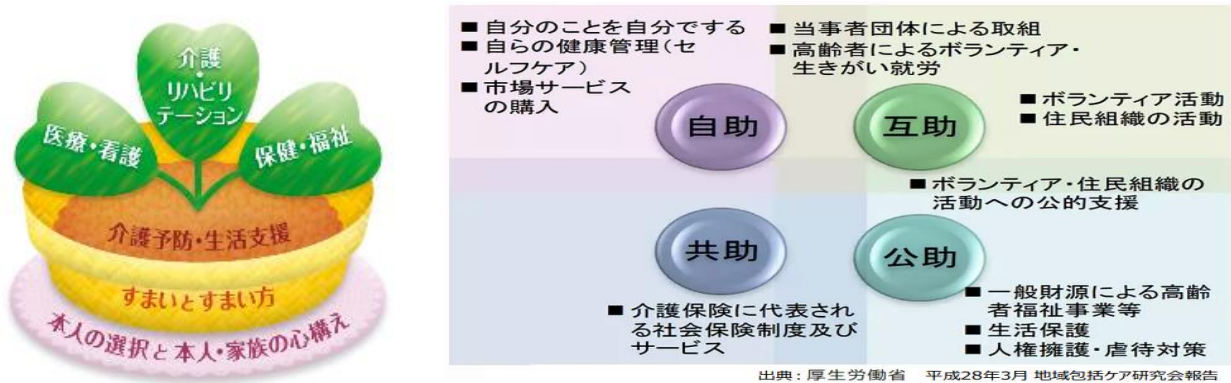 介護
・
リハビリ
テーション
医療・看護
保健・福祉
介護予防・生活支援
すまいとすまい方
本人の選択と本人・家族の心構え
■ 自分のことを自分でする
■ 自らの健康管理(セ
ルフケア)
■ 市場サービス
の購入
■ 当事者団体による取組
■ 高齢者によるボランティア・
生きがい就労
■ ボランティア活動
■ 住民組織の活動
自助
互助
■ ボランティア・住民組織の
活動への公的支援
共助
公助
■ 介護保険に代表され
る社会保険制度及び
サービス
■ 一般財源による高齢
者福祉事業等
■ 生活保護
■ 人権擁護・虐待対策
出典:厚生労働省 平成28年3月 地域包括ケア研究会報告